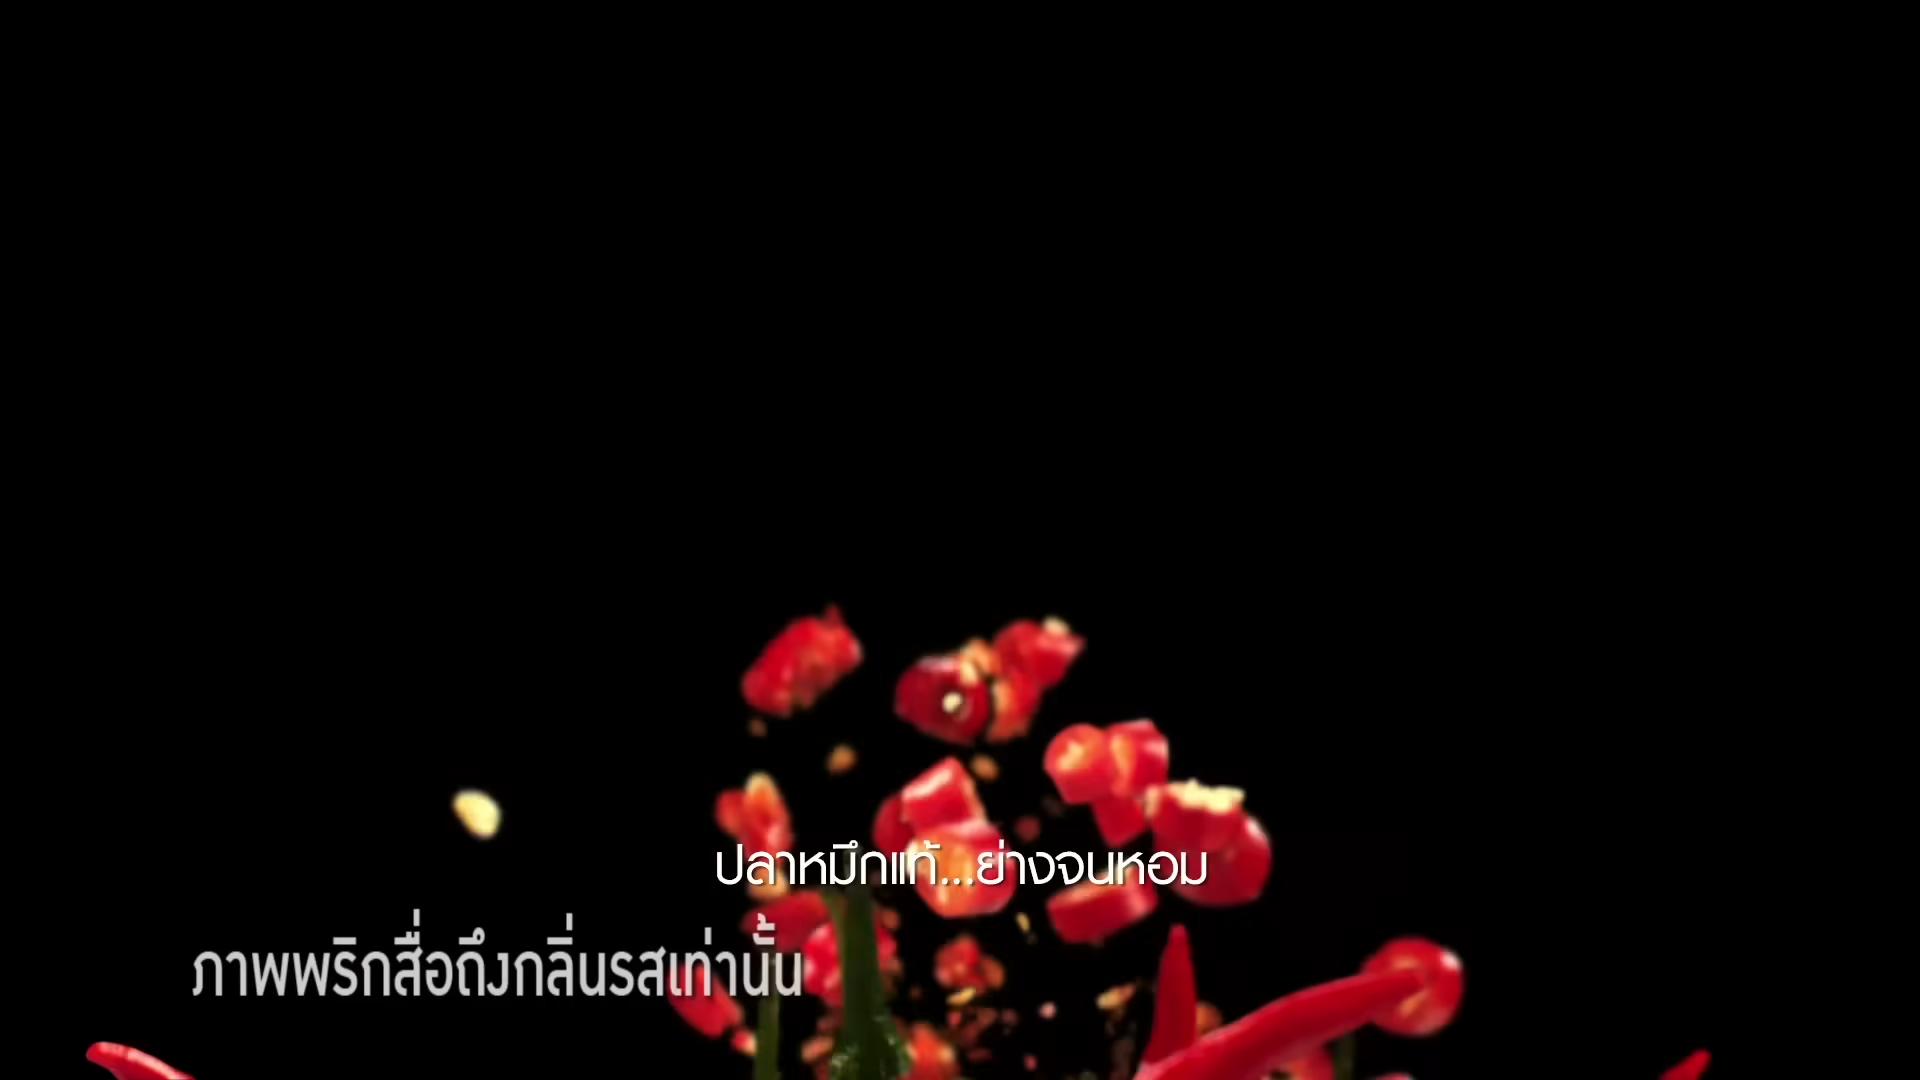 ปลาหมึกแท้...ย่างจนหอม
ภาพพริกสื่อถึงกลิ่นรสเท่านั้น